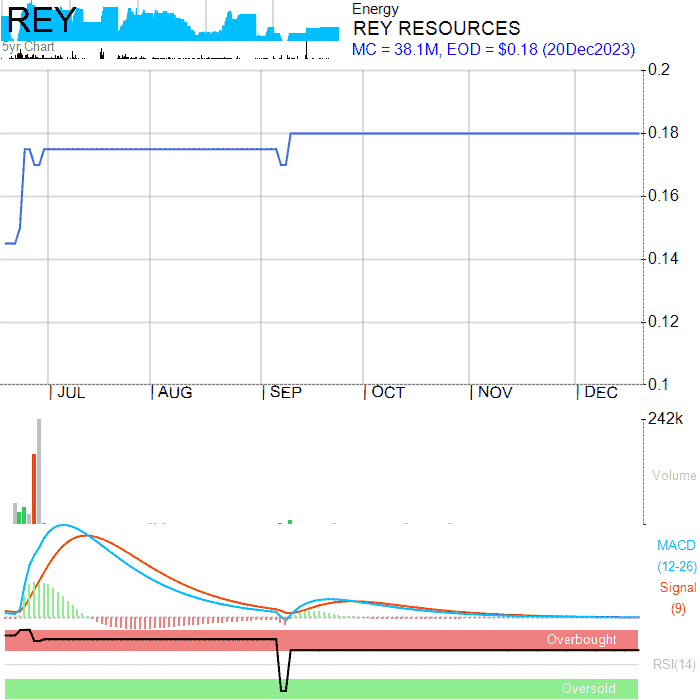 REY
5yr. Chart
Energy
REY RESOURCES
MC = 38.1M, EOD = $0.18 (20Dec2023)
0.2
0.18
0.16
0.14
0.12
0.1
JUL AUG SEP OCT NOV DEC
242k
Volume
MACD
(12-26)
Signal
(9)
Overbought
RSI(14)
Oversold